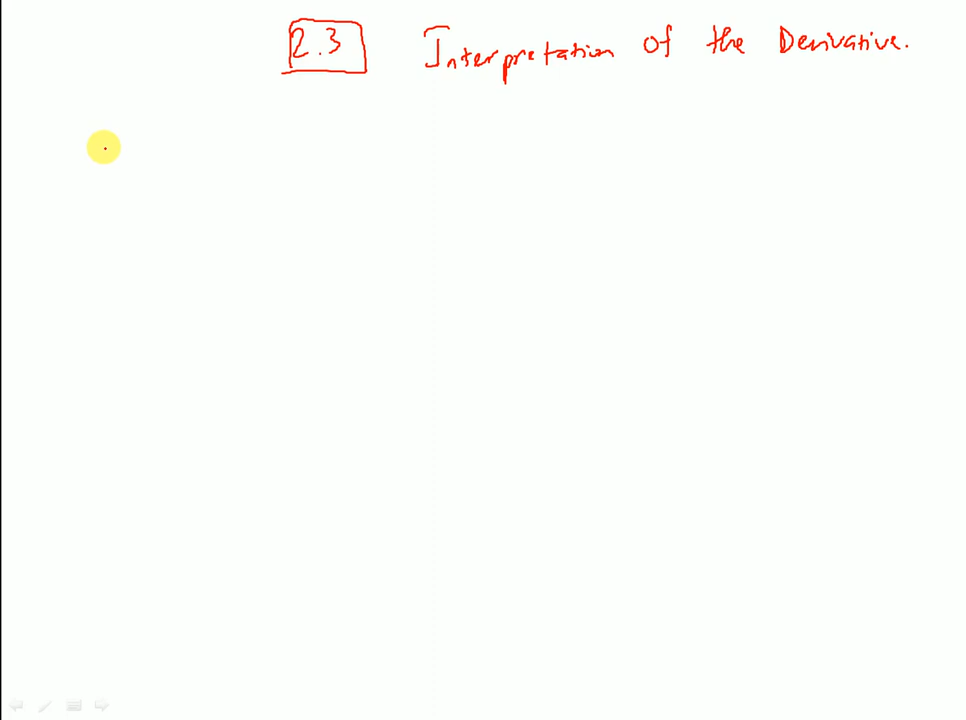 2.3 Interpretation of the Derivative.